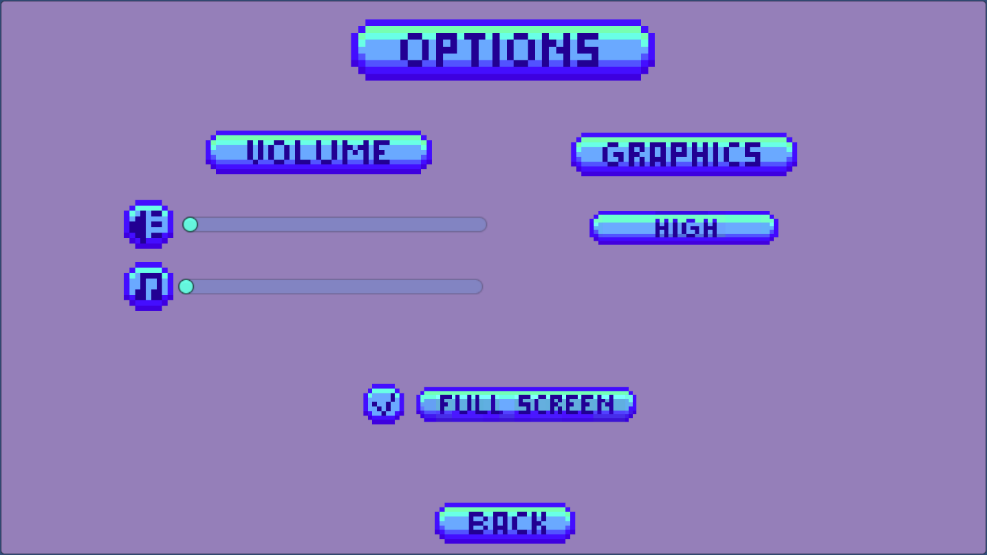 OPTIONS
VOLUME
GRAPHICS
HIGH
FULL SCREEN
BACK